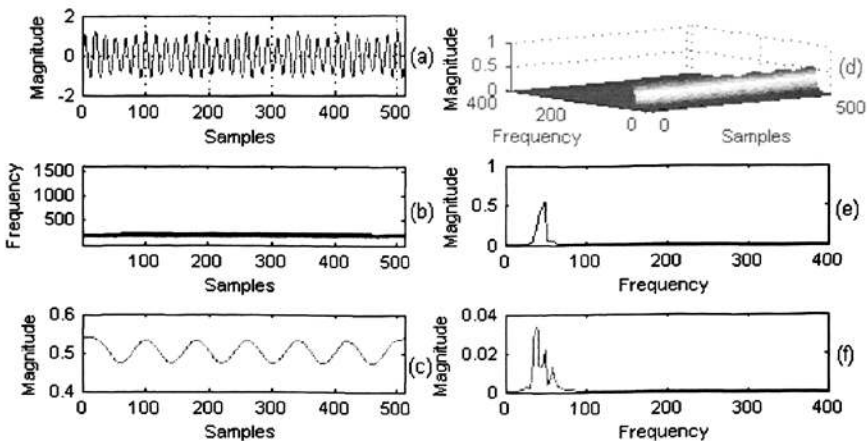 2
0
-2
Magnitude
0 100 200 300 400 500
Samples
(a)
1500
1000
500
Frequency
100 200 300 400 500
Samples
(b)
0.6
0.5
0.4
Magnitude
0 100 200 300 400 500
Samples
(c)
1
0.5
0
Magnitude
400
200
0
Frequency
0
500
Samples
(d)
1
0.5
0
Magnitude
0 100 200 300 400
Frequency
(e)
0.04
0.02
0
Magnitude
0 100 200 300 400
Frequency
(f)